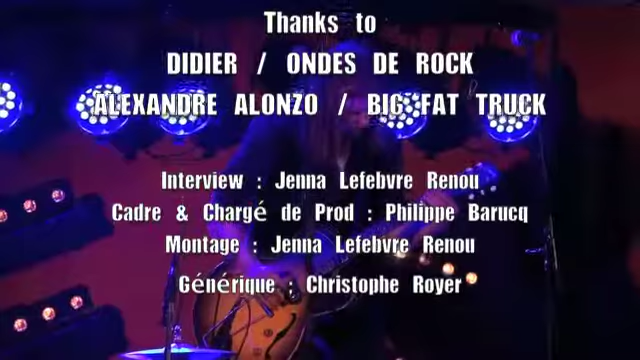 Thanks to
DIDIER / ONDES DE ROCK
ALEXANDRE ALONZO / BIG FAT TRUCK
Interview : Jenna Lefebvre Renou
Cadre & Chargé de Prod : Philippe Barucq
Montage : Jenna Lefebvre Renou
Générique : Christophe Royer